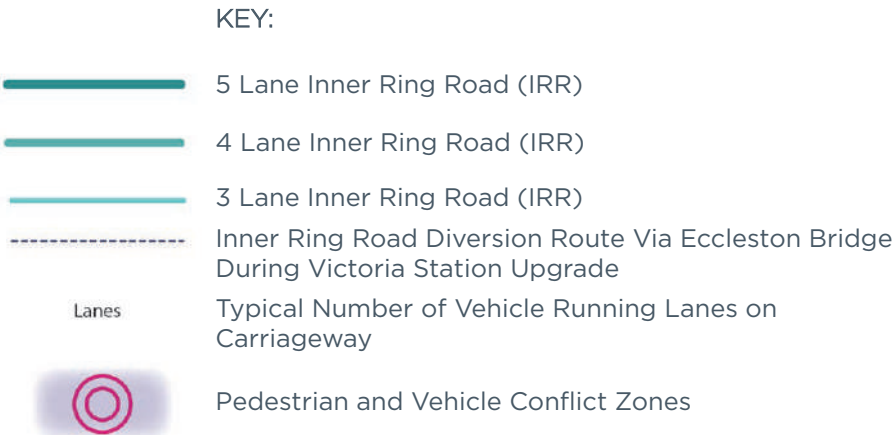 KEY:
5 Lane Inner Ring Road (IRR)
4 Lane Inner Ring Road (IRR)
3 Lane Inner Ring Road (IRR)
Inner Ring Road Diversion Route Via Eccleston Bridge
During Victoria Station Upgrade
Lanes
Typical Number of Vehicle Running Lanes on
Carriageway
Pedestrian and Vehicle Conflict Zones